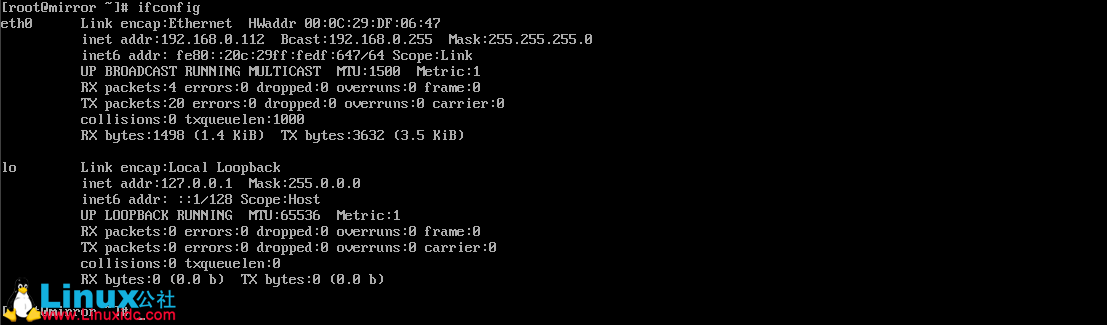 [root@mirror ~]# ifconfig
eth0 Link encap:Ethernet HWaddr 00:0C:29:DF:06:47
inet addr:192.168.0.112 Bcast:192.168.0.255 Mask:255.255.255.0
inet6 addr: fe80::20c:29ff:fedf:647/64 Scope:Link
UP BROADCAST RUNNING MULTICAST MTU:1500 Metric:1
RX packets:4 errors:0 dropped:0 overruns:0 frame:0
TX packets:20 errors:0 dropped:0 overruns:0 carrier:0
collisions:0 txqueuelen:1000
RX bytes:1498 (1.4 KiB) TX bytes:3632 (3.5 KiB)
lo Link encap:Local Loopback
inet addr:127.0.0.1 Mask:255.0.0.0
inet6 addr: ::1/128 Scope:Host
UP LOOPBACK RUNNING MTU:65536 Metric:1
RX packets:0 errors:0 dropped:0 overruns:0 frame:0
TX packets:0 errors:0 dropped:0 overruns:0 carrier:0
collisions:0 txqueuelen:0
RX bytes:0 (0.0 b) TX bytes:0 (0.0 b)
Linux公社
www.Linuxidc.com